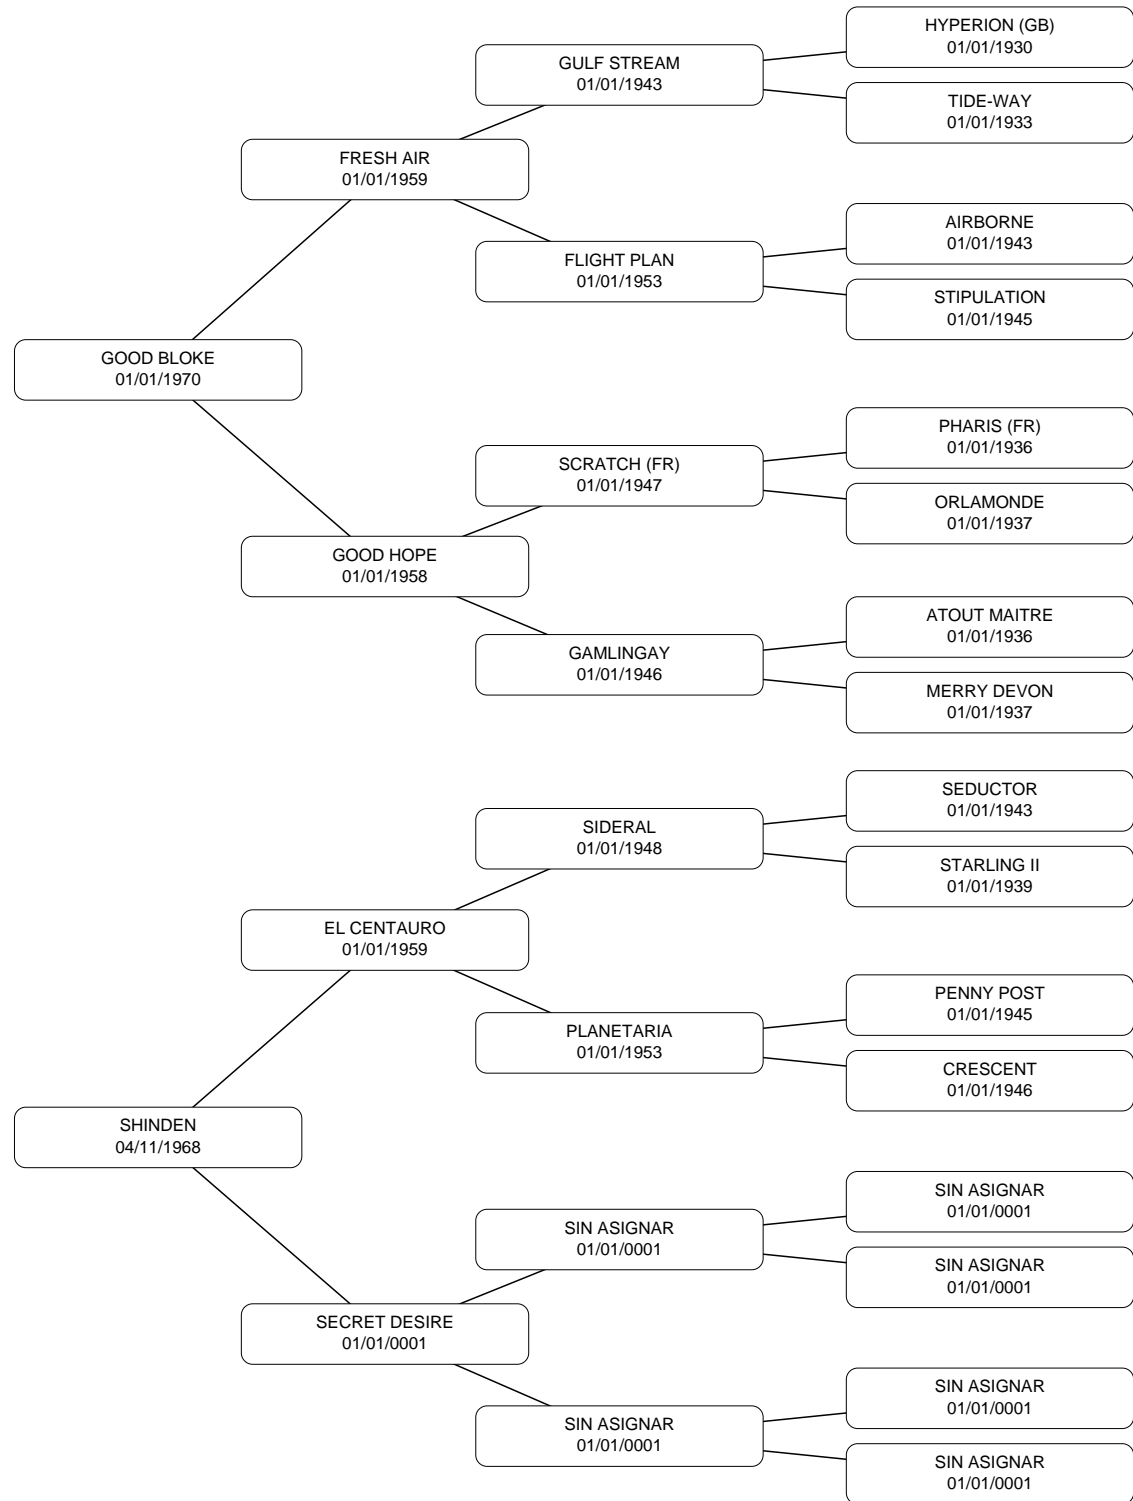 HYPERION (GB)
01/01/1930
GULF STREAM
01/01/1943
TIDE-WAY
01/01/1933
FRESH AIR
01/01/1959
AIRBORNE
01/01/1943
FLIGHT PLAN
01/01/1953
STIPULATION
01/01/1945
GOOD BLOKE
01/01/1970
PHARIS (FR)
01/01/1936
SCRATCH (FR)
01/01/1947
ORLAMONDE
01/01/1937
GOOD HOPE
01/01/1958
ATOUT MAITRE
01/01/1936
GAMLINGAY
01/01/1946
MERRY DEVON
01/01/1937
SEDUCTOR
01/01/1943
SIDERAL
01/01/1948
STARLING II
01/01/1939
EL CENTAURO
01/01/1959
PENNY POST
01/01/1945
PLANETARIA
01/01/1953
CRESCENT
01/01/1946
SHINDEN
04/11/1968
SIN ASIGNAR
01/01/0001
SIN ASIGNAR
01/01/0001
SIN ASIGNAR
01/01/0001
SECRET DESIRE
01/01/0001
SIN ASIGNAR
01/01/0001
SIN ASIGNAR
01/01/0001
SIN ASIGNAR
01/01/0001